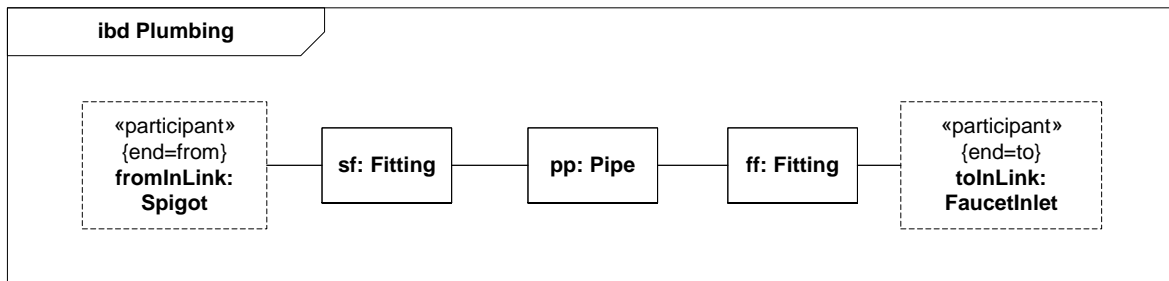 ibd Plumbing
«participant»
{end=from}
fromInLink:
Spigot
sf: Fitting
pp: Pipe
ff: Fitting
«participant»
{end=to}
toInLink:
FaucetInlet